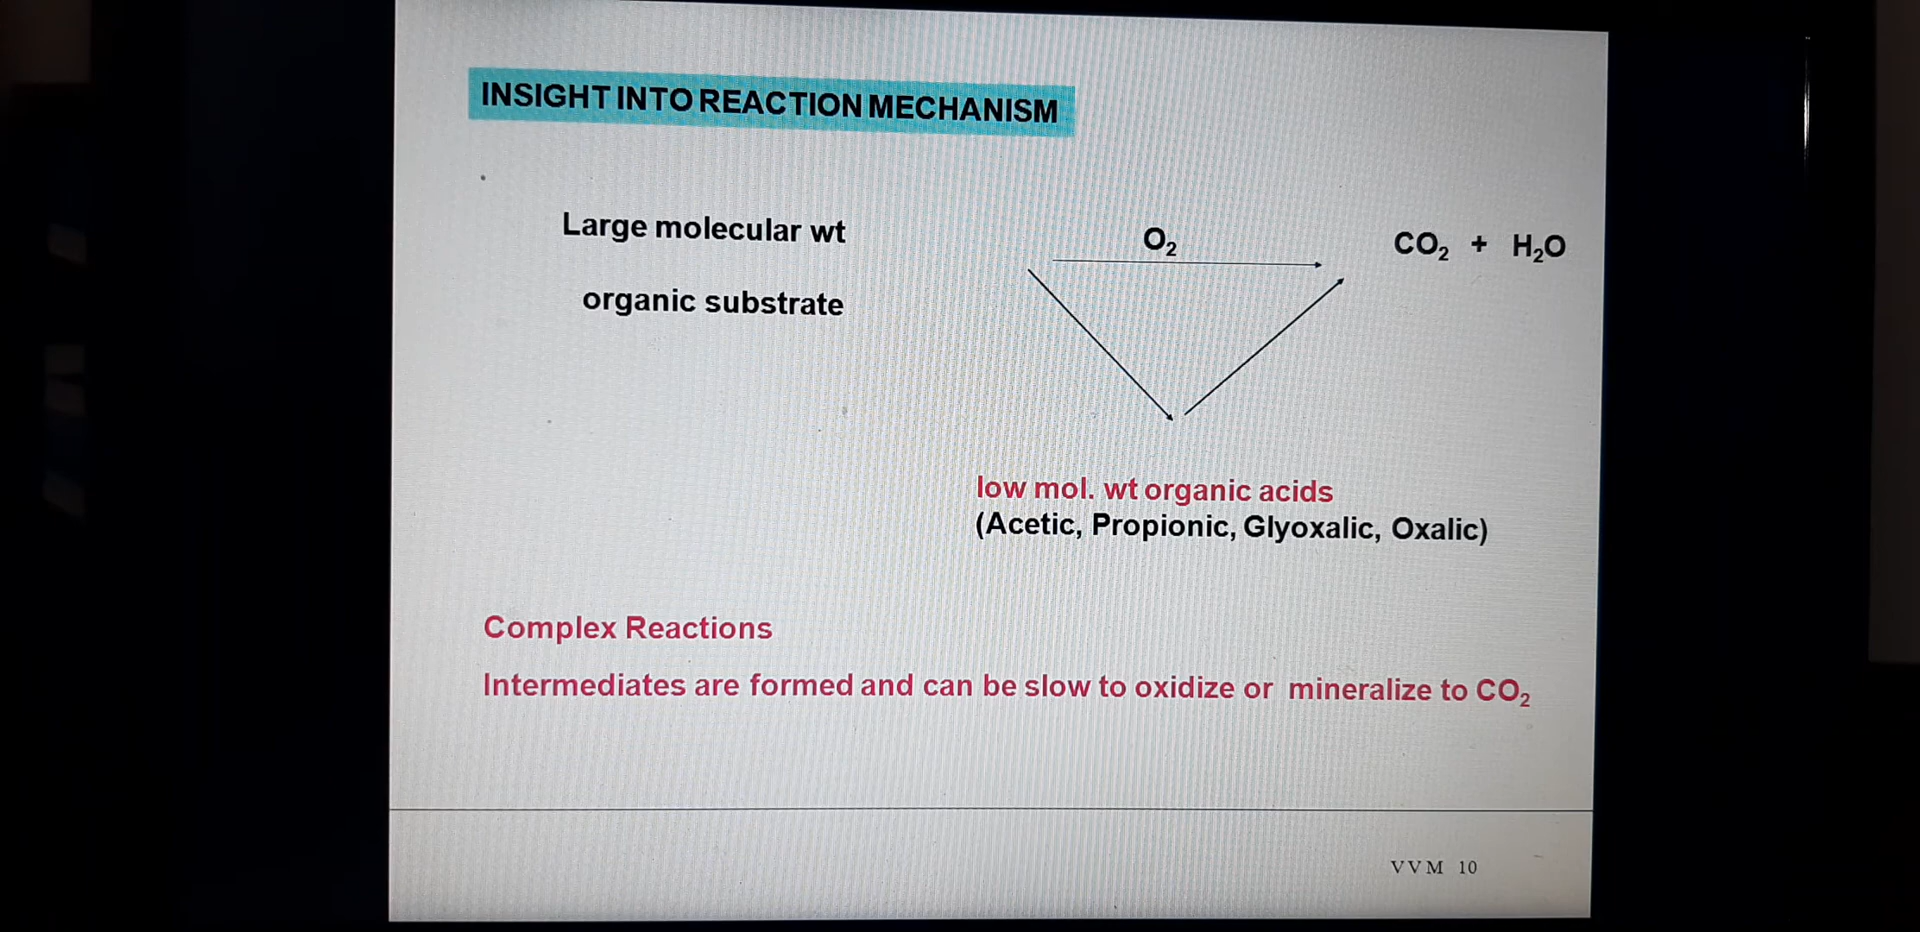 INSIGHT INTO REACTION MECHANISM
Large molecular wt
organic substrate
O₂
CO₂ + H₂O
low mol. wt organic acids
(Acetic, Propionic, Glyoxalic, Oxalic)
Complex Reactions
Intermediates are formed and can be slow to oxidize or mineralize to CO₂
VVM 10